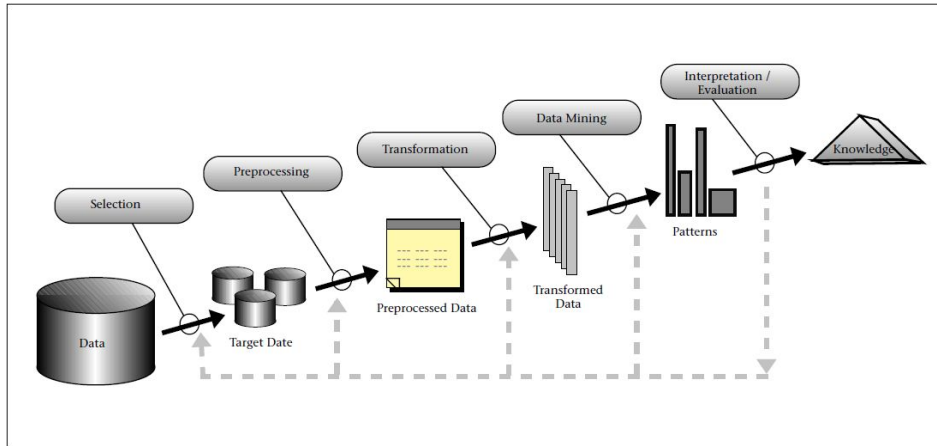 Interpretation /
Evaluation
Data Mining
Knowledge
Transformation
Preprocessing
Patterns
Selection
Transformed
Data
Preprocessed Data
Data
Target Date
--- --- ---
--- --- ---
--- --- ---